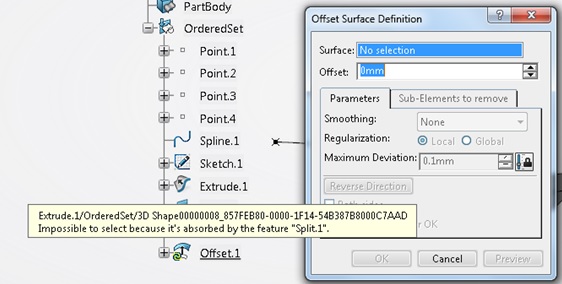 PartBody
OrderedSet
Point.1
Point.2
Point.3
Point.4
Spline.1
Sketch.1
Extrude.1
Extrude.1/OrderedSet/3D Shape00000008_857FEB80-0000-1F14-54B387B8000C7AAD
Impossible to select because it's absorbed by the feature "Split.1".
Offset.1
Offset Surface Definition
Surface: No selection
Offset: 0mm
Parameters Sub-Elements to remove
Smoothing: None
Regularization: Local Global
Maximum Deviation: 0.1mm
Reverse Direction
OK
OK Cancel Preview